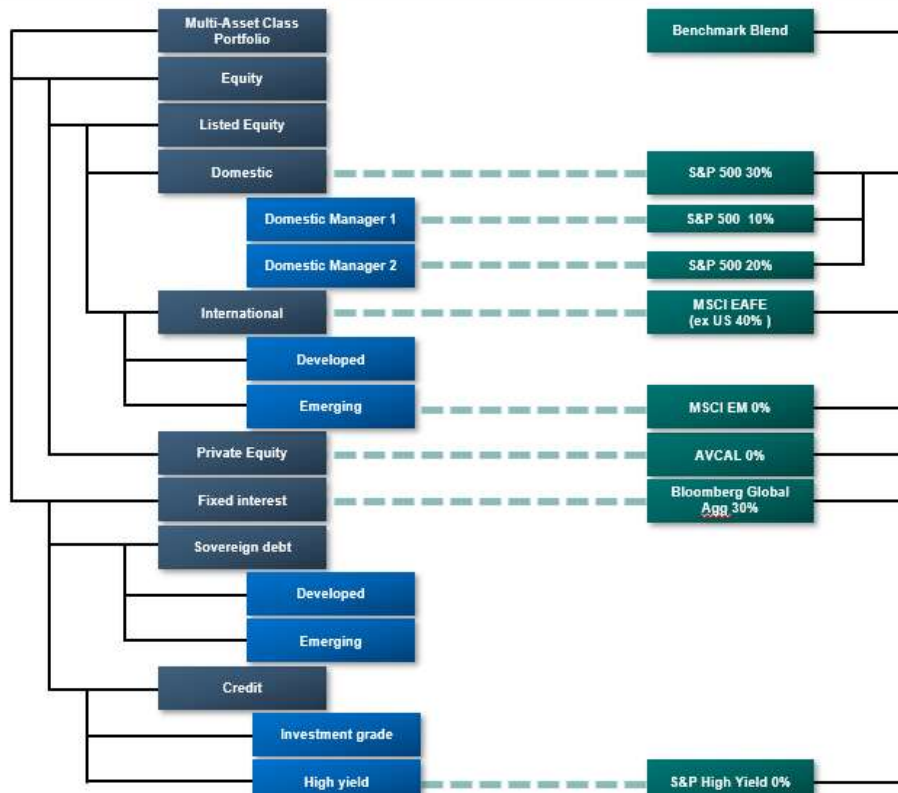 Multi-Asset Class
Portfolio
Benchmark Blend
Equity
Listed Equity
Domestic
S&P 500 30%
Domestic Manager 1
S&P 500 10%
Domestic Manager 2
S&P 500 20%
International
MSCI EAFE
(ex US 40% )
Developed
Emerging
MSCI EM 0%
Private Equity
AVCAL 0%
Fixed interest
Bloomberg Global
Agg 30%
Sovereign debt
Developed
Emerging
Credit
Investment grade
High yield
S&P High Yield 0%